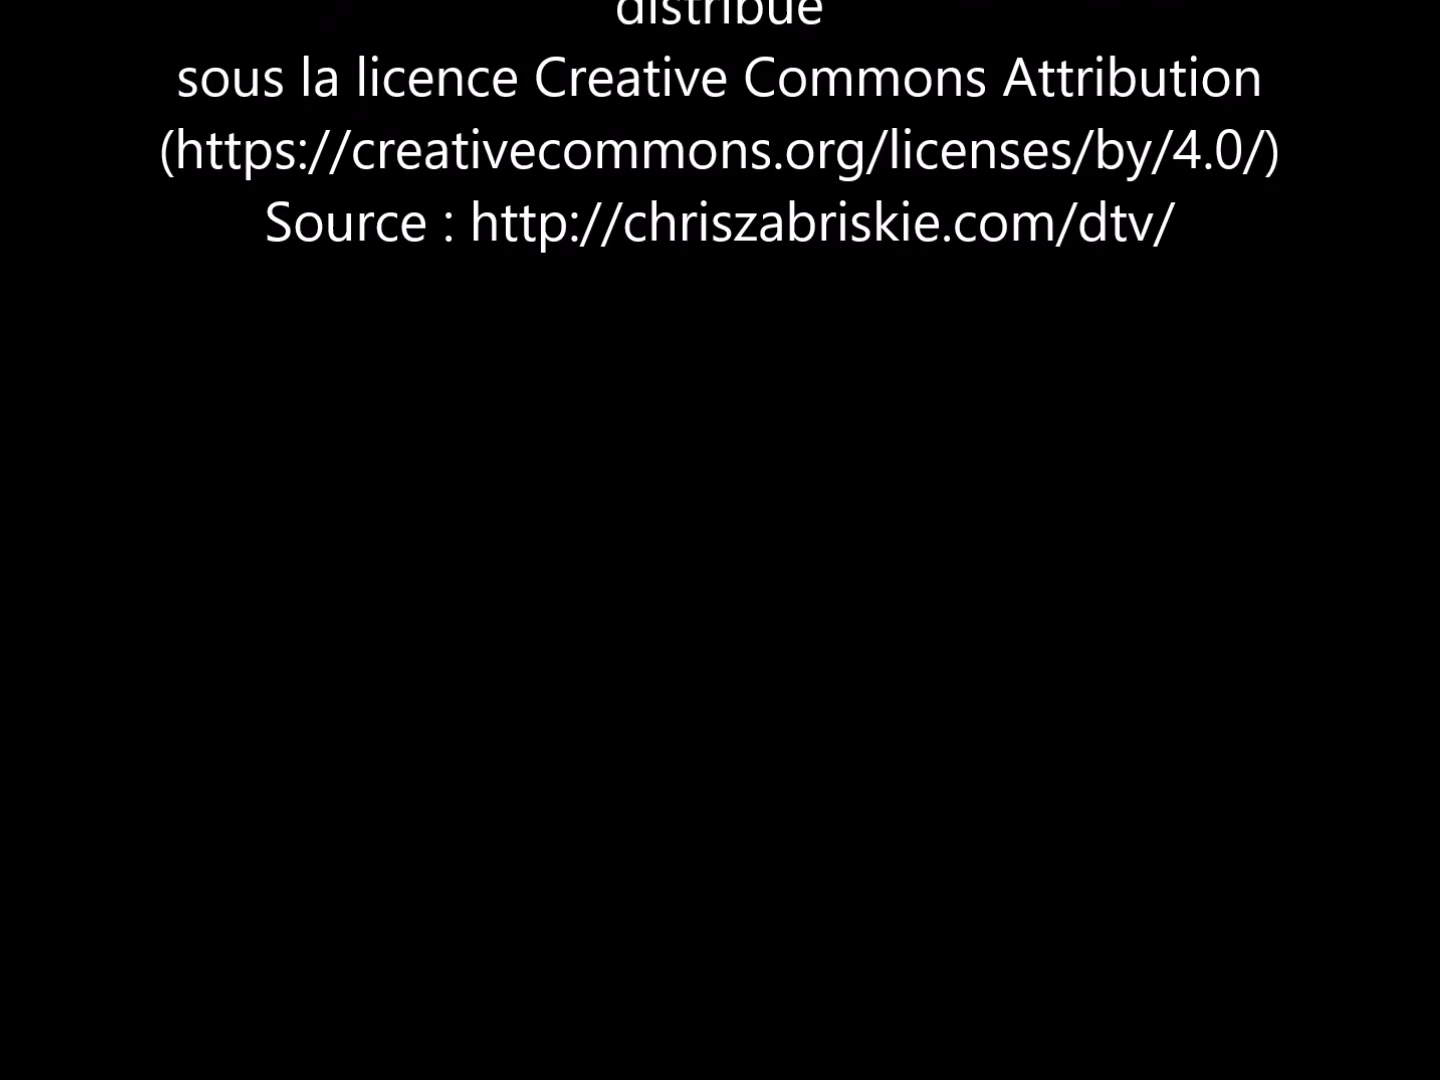 distribué
sous la licence Creative Commons Attribution
(https://creativecommons.org/licenses/by/4.0/)
Source : http://chriszabriskie.com/dtv/